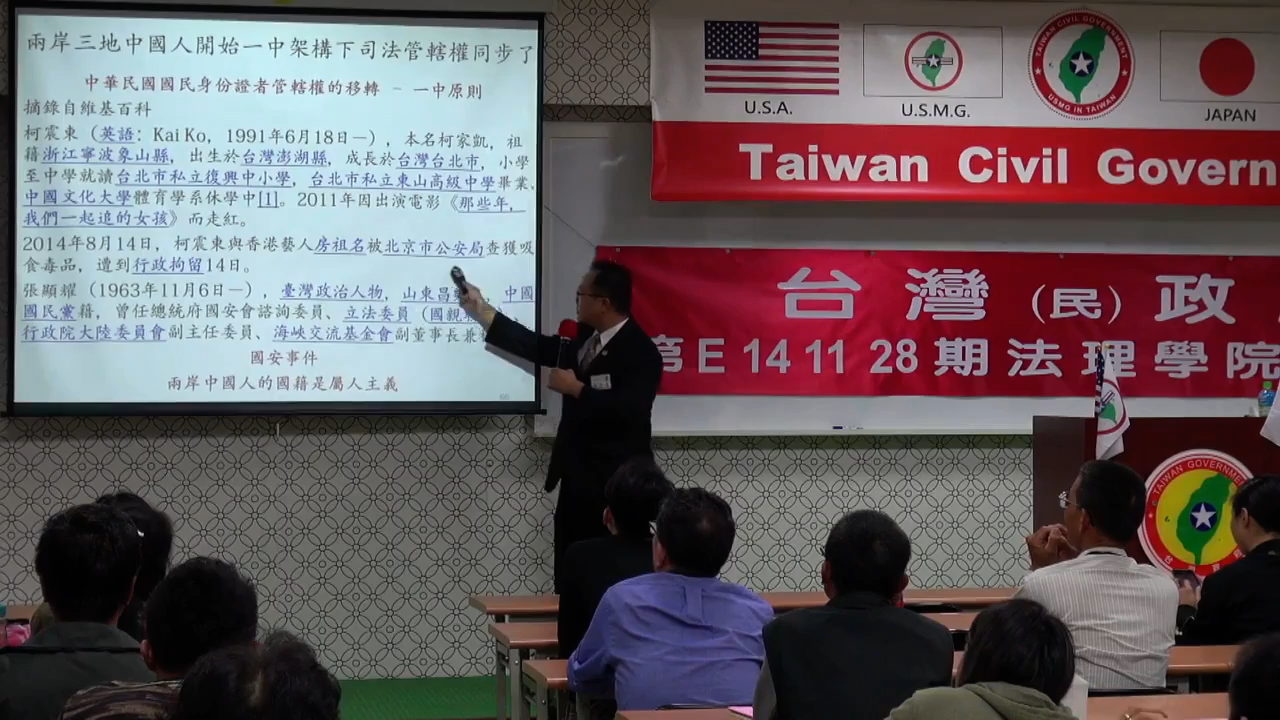 兩岸三地中國人開始一中架構下司法管轄權同步了
中華民國國民身份證者管轄權的移轉 – 一中原則
摘錄自維基百科
柯震東（英語: Kai Ko, 1991年6月18日—），本名柯家凱, 祖
籍浙江寧波象山縣, 出生於台灣澎湖縣, 成長於台灣台北市, 小學
至中學就讀台北市私立復興中小學, 台北市私立東山高級中學畢業,
中國文化大學體育學系休學中[1]。2011年因出演電影《那些年,
我們一起追的女孩》而走紅。
2014年8月14日, 柯震東與香港藝人房祖名被北京市公安局查獲吸
食毒品, 遭到行政拘留14日。
張顯耀（1963年11月6日—）, 臺灣政治人物, 山東昌 , 中國
國民黨籍, 曾任總統府國安會諮詢委員、立法委員（國親
行政院大陸委員會副主任委員、海峽交流基金會副董事長兼
國安事件
兩岸中國人的國籍是屬人主義
U.S.A.
U.S.M.G.
TAIWAN CIVIL GOVERNMENT
USMG IN TAIWAN
JAPAN
Taiwan Civil Govern
台灣(民)政
第E 14 11 28 期法理學院
TAIWAN GOVERNMEN
台